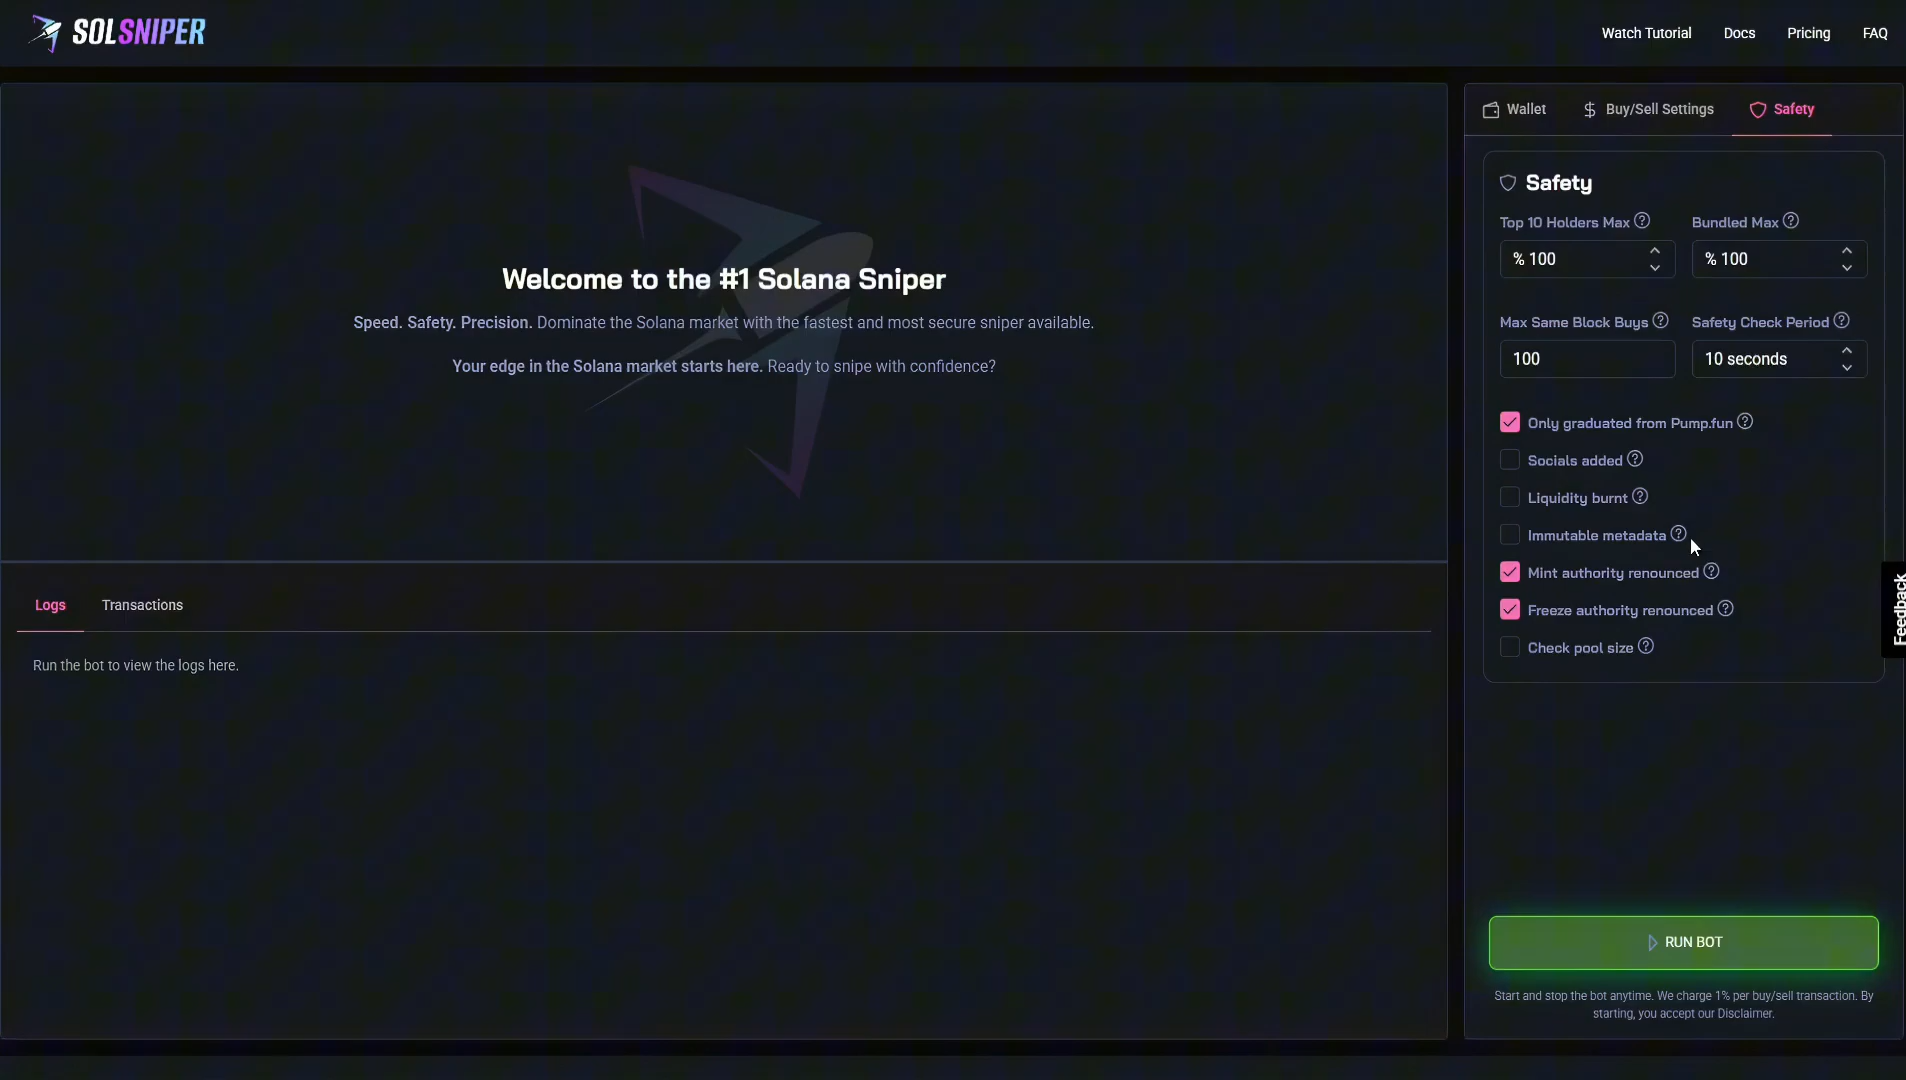 SOLSNIPER
Watch Tutorial
Docs
Pricing
FAQ
Welcome to the #1 Solana Sniper
Speed. Safety. Precision. Dominate the Solana market with the fastest and most secure sniper available.
Your edge in the Solana market starts here. Ready to snipe with confidence?
Logs
Transactions
Run the bot to view the logs here.
Wallet
Buy/Sell Settings
Safety
Safety
Top 10 Holders Max
Bundled Max
% 100
% 100
Max Same Block Buys
Safety Check Period
100
10 seconds
Only graduated from Pump.fun
Socials added
Liquidity burnt
Immutable metadata
Mint authority renounced
Freeze authority renounced
Check pool size
Feedback
RUN BOT
Start and stop the bot anytime. We charge 1% per buy/sell transaction. By
starting, you accept our Disclaimer.